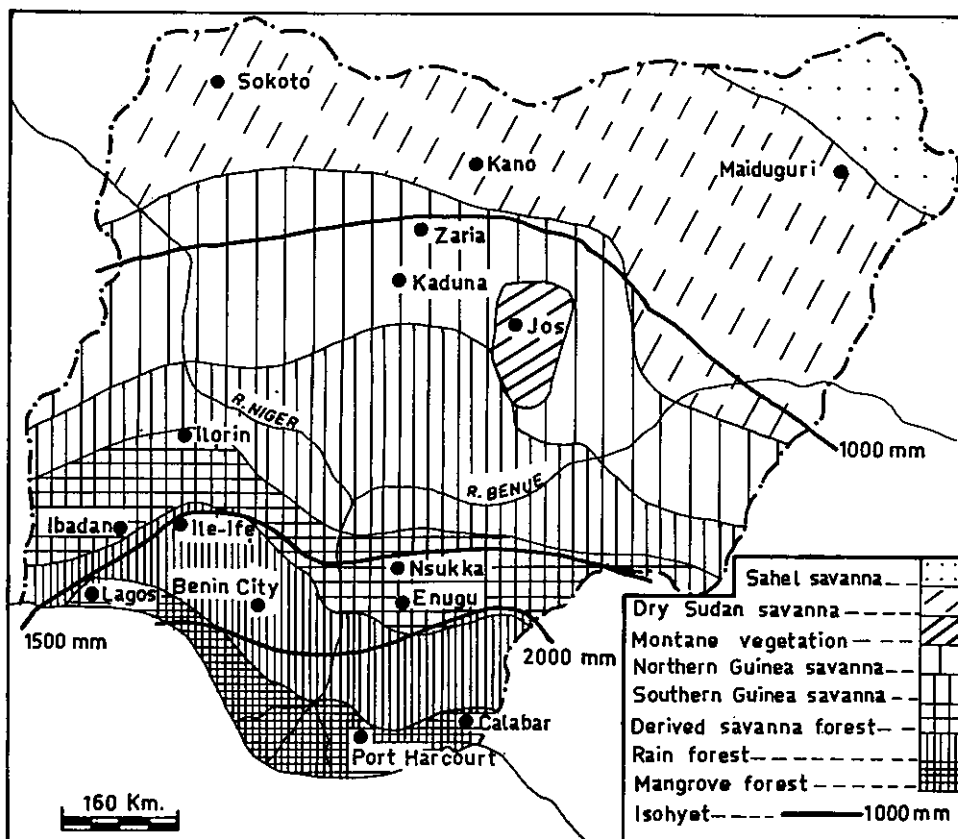 Sokoto
Kano
Maiduguri
Zaria
Kaduna
Jos
R. NIGER
Ilorin
1000 mm
R. BENUE
Ibadan
Ile-Ife
Nsukka
Lagos
Benin City
Enugu
1500 mm
2000 mm
Calabar
Port Harcourt
160 Km.
Sahel savanna
Dry Sudan savanna
Montane vegetation
Northern Guinea savanna
Southern Guinea savanna
Derived savanna forest
Rain forest
Mangrove forest
Isohyet 1000 mm